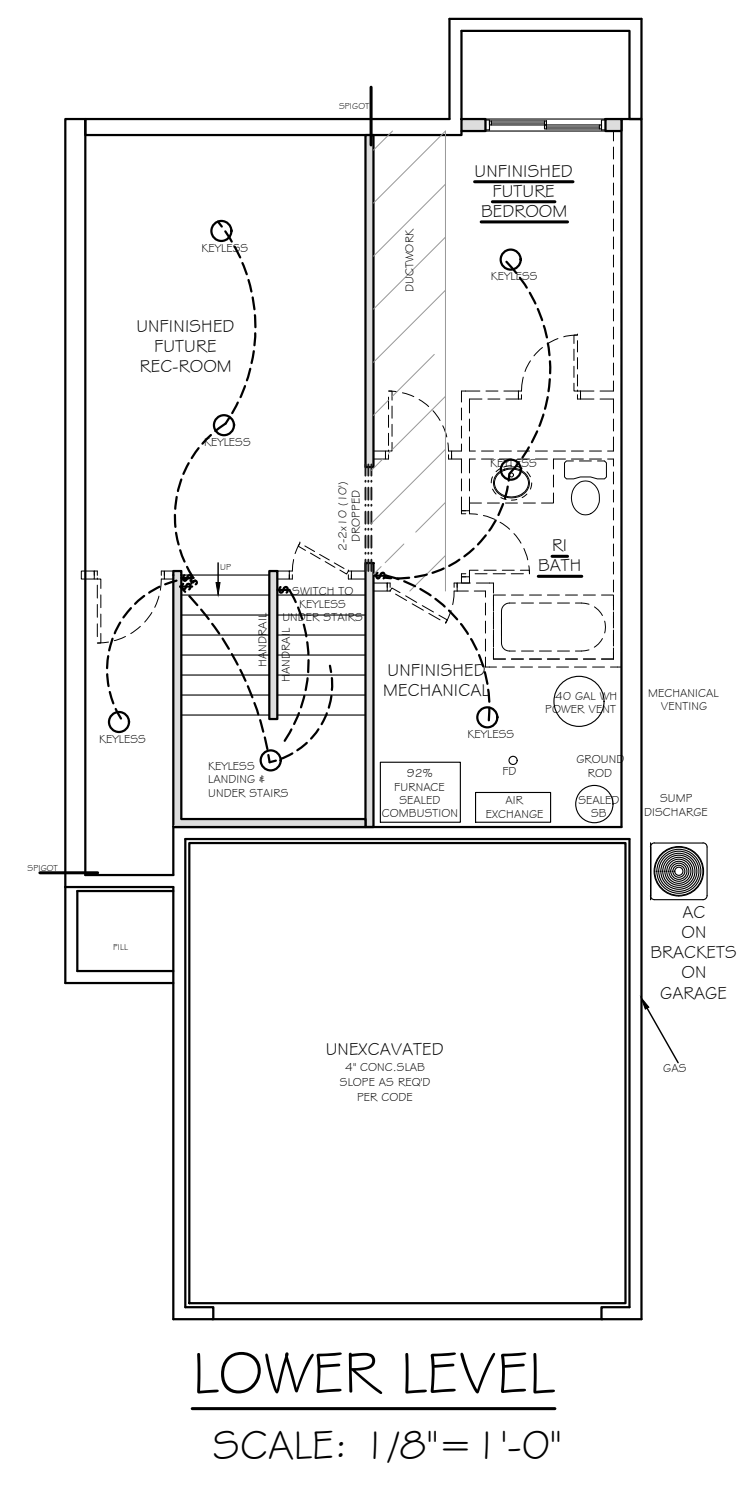 SPIGOT
UNFINISHED
FUTURE
BEDROOM
KEYLESS
DUCTWORK
KEYLESS
UNFINISHED
FUTURE
REC-ROOM
KEYLESS
KEYLESS
2-2x10 (10')
DROPPED
RI
BATH
UP
$
$
$
$
SWITCH TO
KEYLESS
UNDER STAIRS
HANDRAIL
HANDRAIL
UNFINISHED
MECHANICAL
40 GAL WH
POWER VENT
MECHANICAL
VENTING
KEYLESS
KEYLESS
KEYLESS
LANDING &
UNDER STAIRS
FD
GROUND
ROD
92%
FURNACE
SEALED
COMBUSTION
AIR
EXCHANGE
SEALED
SB
SUMP
DISCHARGE
SPIGOT
AC
ON
BRACKETS
ON
GARAGE
FILL
UNEXCAVATED
4" CONC.SLAB
SLOPE AS REQ'D
PER CODE
GAS
LOWER LEVEL
SCALE: 1/8"=1'-0"